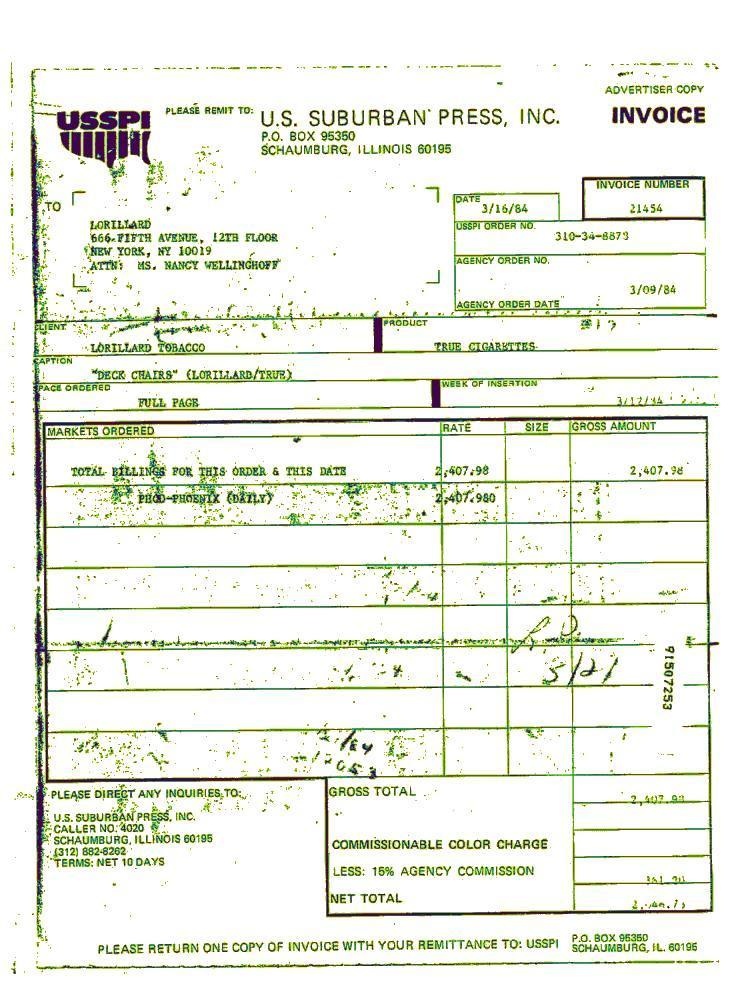 ADVERTISER COPY
USSPI
PLEASE REMIT TO: U.S. SUBURBAN PRESS, INC. INVOICE
P.O. BOX 95350
SCHAUMBURG, ILLINOIS 60195
INVOICE NUMBER
TO
DATE
3/16/84 21454
LORILLARD
666 FIFTH AVENUE, 12TH FLOOR
NEW YORK, NY 10019
ATTN: MS. NANCY WELLINGHOFF
USSPI ORDER NO.
310-34-8873
AGENCY ORDER NO.
3/09/84
AGENCY ORDER DATE
CLIENT PRODUCT
LORILLARD TOBACCO TRUE CIGARETTES
CAPTION
"DECK CHAIRS" (LORILLARD/TRUE)
SPACE ORDERED WEEK OF INSERTION
FULL PAGE 3/12/84
MARKETS ORDERED RATE SIZE GROSS AMOUNT
TOTAL BILLINGS FOR THIS ORDER & THIS DATE 2,407.98 2,407.98
PHOD-PHOENIX (DAILY) 2,407.980
5/21
91507253
PLEASE DIRECT ANY INQUIRIES TO:
U.S. SUBURBAN PRESS, INC.
CALLER NO. 4020
SCHAUMBURG, ILLINOIS 60195
(312) 882-8262
TERMS: NET 10 DAYS
GROSS TOTAL 2,407.98
COMMISSIONABLE COLOR CHARGE
LESS: 15% AGENCY COMMISSION
NET TOTAL
PLEASE RETURN ONE COPY OF INVOICE WITH YOUR REMITTANCE TO: USSPI P.O. BOX 95350
SCHAUMBURG, IL. 60195